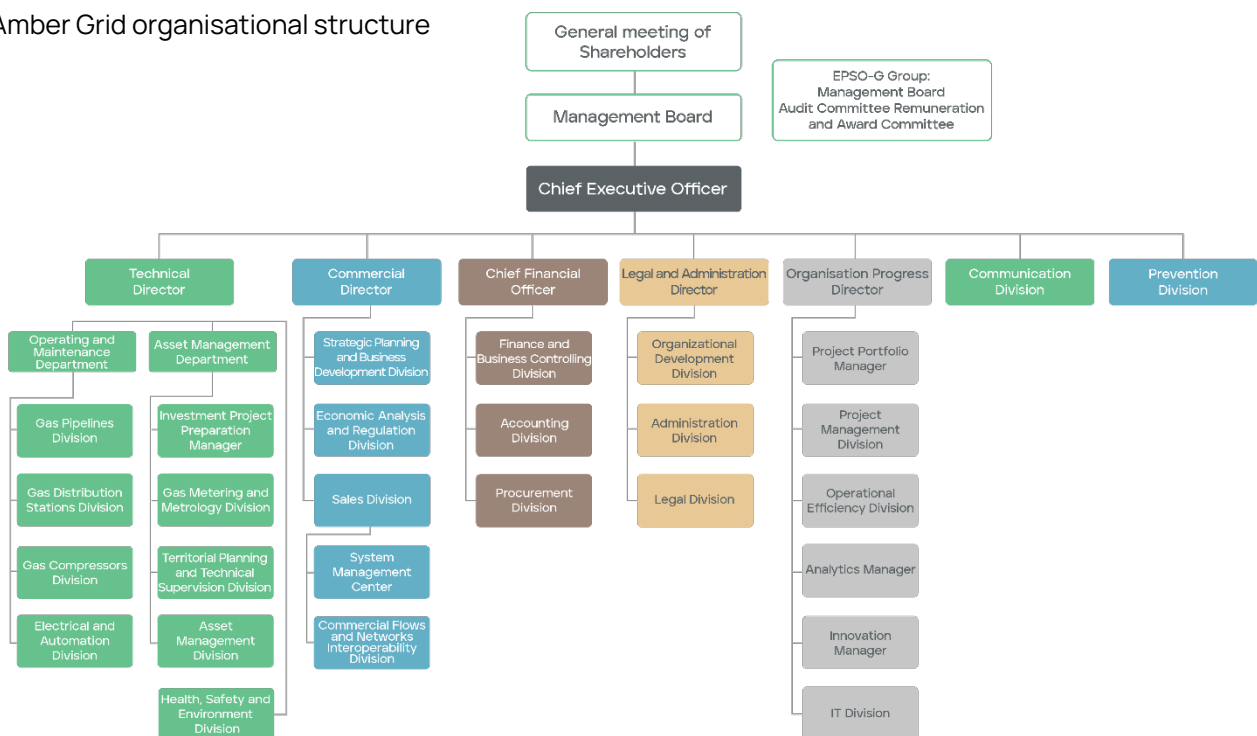 Amber Grid organisational structure
General meeting of
Shareholders
EPSO-G Group:
Management Board
Audit Committee Remuneration
and Award Committee
Management Board
Chief Executive Officer
Technical
Director
Commercial
Director
Chief Financial
Officer
Legal and Administration
Director
Organisation Progress
Director
Communication
Division
Prevention
Division
Operating and
Maintenance
Department
Gas Pipelines
Division
Gas Distribution
Stations Division
Gas Compressors
Division
Electrical and
Automation
Division
Asset Management
Department
Investment Project
Preparation
Manager
Gas Metering and
Metrology Division
Territorial Planning
and Technical
Supervision Division
Asset
Management
Division
Health, Safety and
Environment
Division
Strategic Planning
and Business
Development Division
Economic Analysis
and Regulation
Division
Sales Division
System
Management
Center
Commercial Flows
and Networks
Interoperability
Division
Finance and
Business Controlling
Division
Accounting
Division
Procurement
Division
Organizational
Development
Division
Administration
Division
Legal Division
Project Portfolio
Manager
Project
Management
Division
Operational
Efficiency Division
Analytics Manager
Innovation
Manager
IT Division